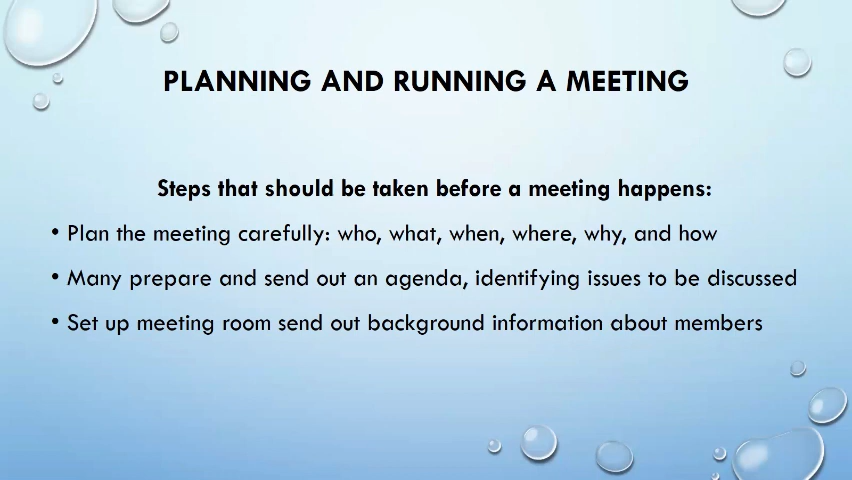 PLANNING AND RUNNING A MEETING
Steps that should be taken before a meeting happens:
• Plan the meeting carefully: who, what, when, where, why, and how
• Many prepare and send out an agenda, identifying issues to be discussed
• Set up meeting room send out background information about members